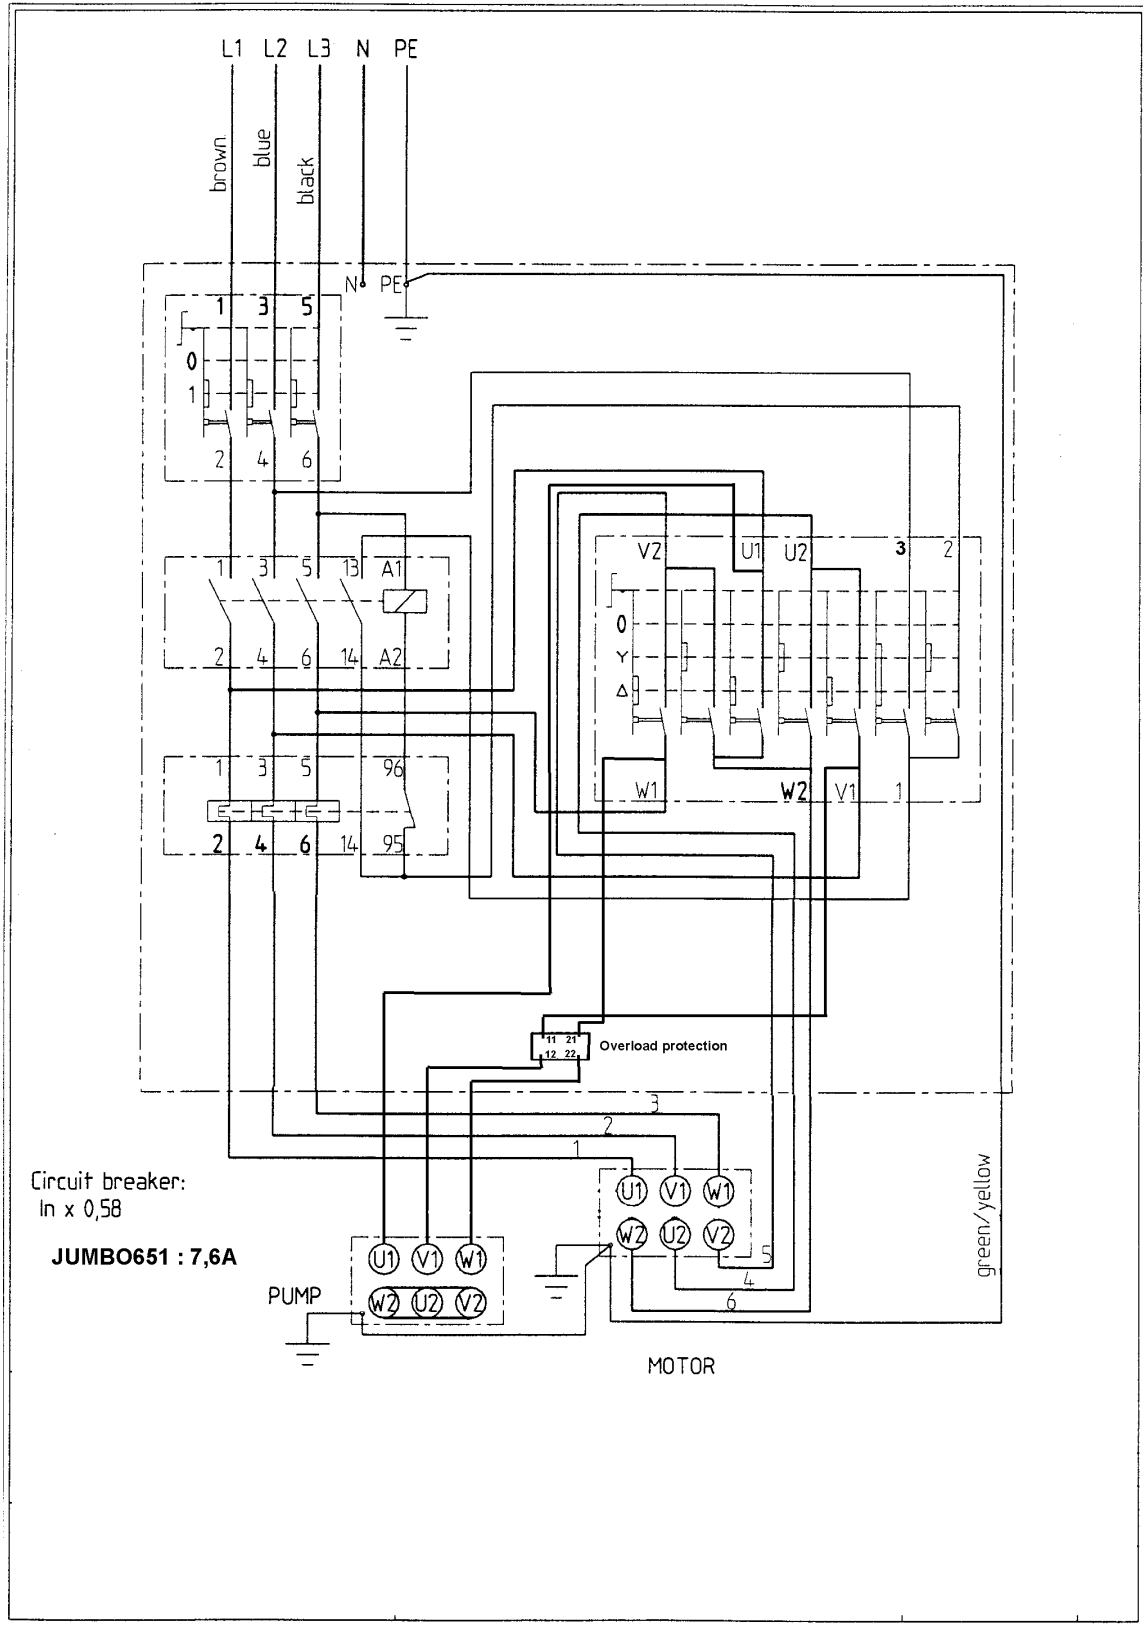 L1 L2 L3 N PE
brown
blue
black
N PE
1 3 5
0
1
2 4 6
V2 U1 U2 3 2
1 3 5 13 A1
0
Y
Δ
2 4 6 14 A2
1 3 5 96
W1 W2 V1 1
2 4 6 14 95
11 21
12 22
Overload protection
3
2
1
Circuit breaker:
In x 0,58
JUMBO651 : 7,6A
U1 V1 W1
W2 U2 V2
5
4
6
green/yellow
U1 V1 W1
PUMP
W2 U2 V2
MOTOR